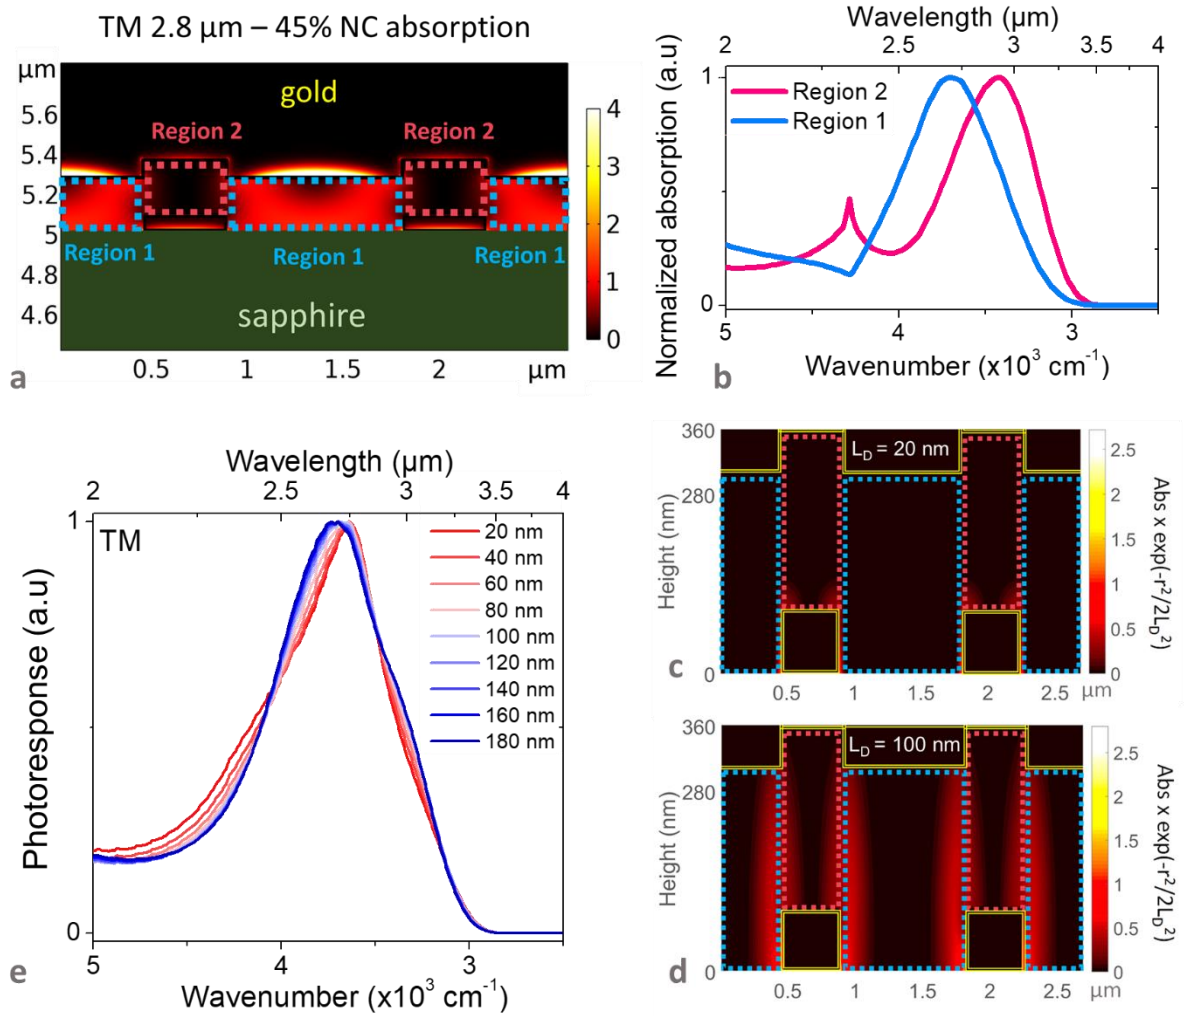 TM 2.8 µm – 45% NC absorption
µm
5.6
5.4
5.2
5
4.8
4.6
gold
Region 2
Region 2
Region 1
Region 1
Region 1
sapphire
0.5
1
1.5
2
µm
4
3
2
1
0
a
Wavelength (µm)
2
2.5
3
3.5
4
Normalized absorption (a.u)
1
0
Region 2
Region 1
5
4
3
Wavenumber (x10³ cm⁻¹)
b
Wavelength (µm)
2
2.5
3
3.5
4
TM
Photoresponse (a.u)
1
0
20 nm
40 nm
60 nm
80 nm
100 nm
120 nm
140 nm
160 nm
180 nm
5
4
3
Wavenumber (x10³ cm⁻¹)
e
360
280
0
Height (nm)
L_D = 20 nm
0.5
1
1.5
2
2.5
µm
2.5
2
1.5
1
0.5
0
Abs x exp(-r²/2L_D²)
c
360
280
0
Height (nm)
L_D = 100 nm
0.5
1
1.5
2
2.5
µm
2.5
2
1.5
1
0.5
0
Abs x exp(-r²/2L_D²)
d